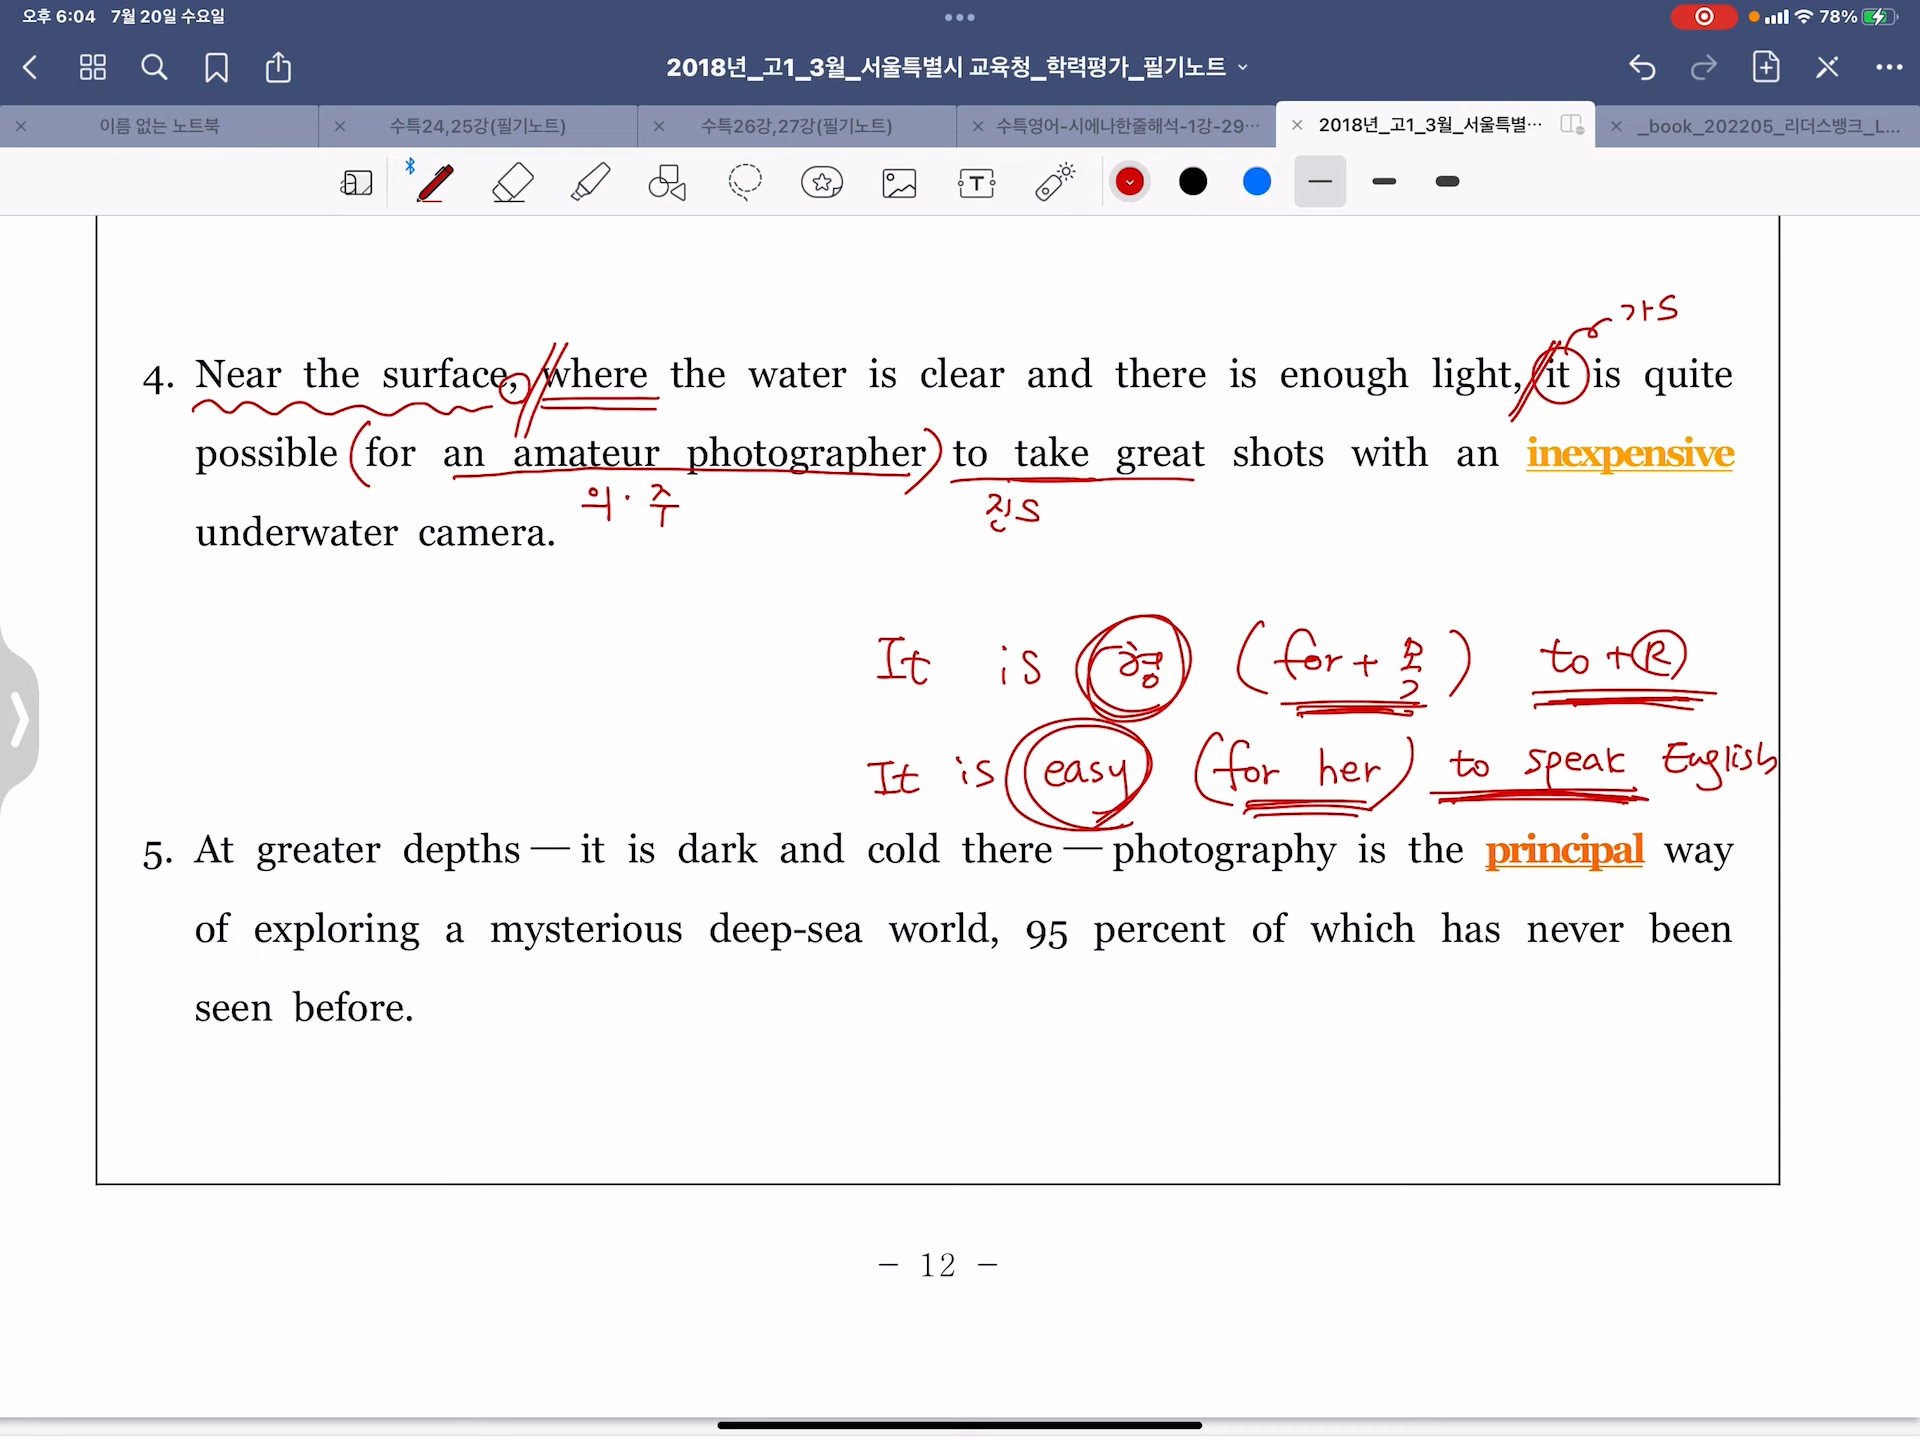 오후 6:04 7월 20일 수요일
78%
2018년_고1_3월_서울특별시 교육청_학력평가_필기노트
이름 없는 노트북
수특24,25강(필기노트)
수특26강,27강(필기노트)
수특영어-시에나한줄해석-1강-29…
2018년_고1_3월_서울특별…
_book_202205_리더스뱅크_L...
가S
4. Near the surface, where the water is clear and there is enough light, it is quite
possible (for an amateur photographer) to take great shots with an inexpensive
의·주 진S
underwater camera.
It is 형 (for + 목) to + R
It is easy (for her) to speak English
5. At greater depths — it is dark and cold there — photography is the principal way
of exploring a mysterious deep-sea world, 95 percent of which has never been
seen before.
- 12 -